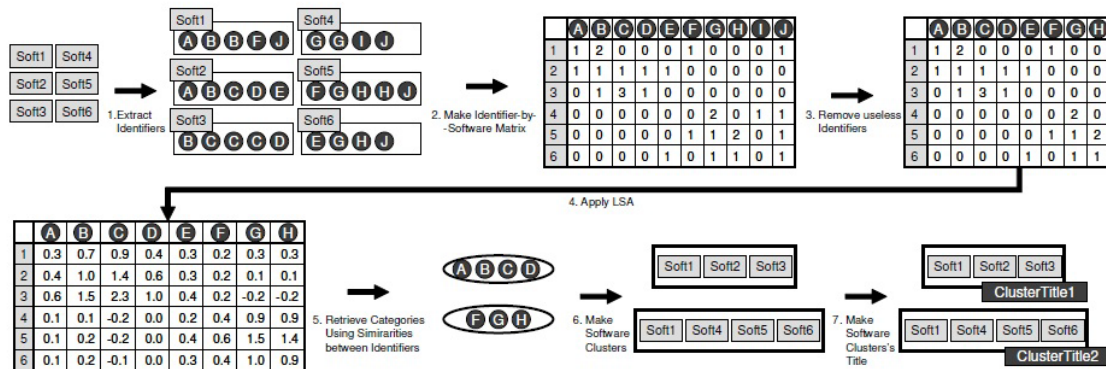 Soft1 Soft4
Soft2 Soft5
Soft3 Soft6
1.Extract
Identifiers
Soft1
A B B F J
Soft4
G G I J
Soft2
A B C D E
Soft5
F G H H J
Soft3
B C C C D
Soft6
E G H J
2. Make Identifier-by-
-Software Matrix
A B C D E F G H I J
1 1 2 0 0 0 1 0 0 0 1
2 1 1 1 1 1 0 0 0 0 0
3 0 1 3 1 0 0 0 0 0 0
4 0 0 0 0 0 0 2 0 1 1
5 0 0 0 0 0 1 1 2 0 1
6 0 0 0 0 1 0 1 1 0 1
3. Remove useless
Identifiers
A B C D E F G H
1 1 2 0 0 0 1 0 0
2 1 1 1 1 1 0 0 0
3 0 1 3 1 0 0 0 0
4 0 0 0 0 0 0 2 0
5 0 0 0 0 0 1 1 2
6 0 0 0 0 1 0 1 1
4. Apply LSA
A B C D E F G H
1 0.3 0.7 0.9 0.4 0.3 0.2 0.3 0.3
2 0.4 1.0 1.4 0.6 0.3 0.2 0.1 0.1
3 0.6 1.5 2.3 1.0 0.4 0.2 -0.2 -0.2
4 0.1 0.1 -0.2 0.0 0.2 0.4 0.9 0.9
5 0.1 0.2 -0.2 0.0 0.4 0.6 1.5 1.4
6 0.1 0.2 -0.1 0.0 0.3 0.4 1.0 0.9
5. Retrieve Categories
Using Simirarities
between Identifiers
A B C D
F G H
6. Make
Software
Clusters
Soft1 Soft2 Soft3
Soft1 Soft4 Soft5 Soft6
7. Make
Software
Clusters's
Title
Soft1 Soft2 Soft3
ClusterTitle1
Soft1 Soft4 Soft5 Soft6
ClusterTitle2